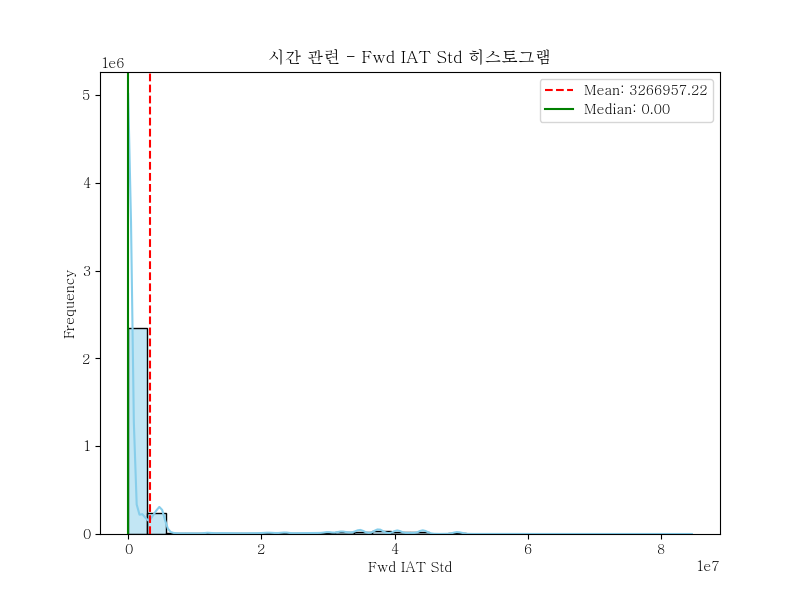 시간 관련 - Fwd IAT Std 히스토그램
1e6
Mean: 3266957.22
Median: 0.00
5
4
3
2
1
0
Frequency
0
2
4
6
8
1e7
Fwd IAT Std